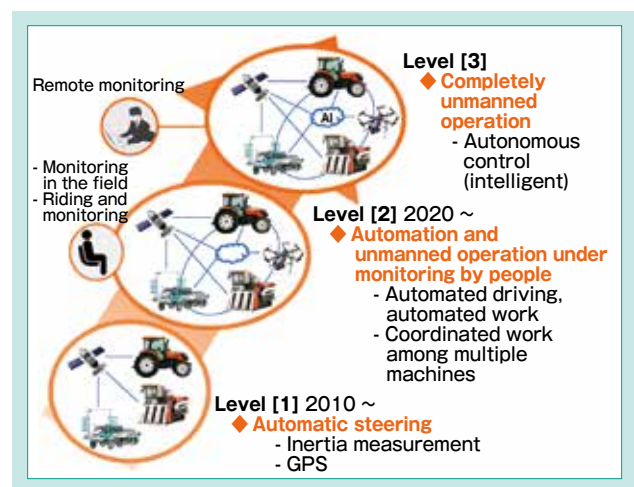 Level [3]
◆ Completely
unmanned
operation
- Autonomous
control
(intelligent)
Remote monitoring
AI
- Monitoring
in the field
- Riding and
monitoring
Level [2] 2020 ~
◆ Automation and
unmanned operation under
monitoring by people
- Automated driving,
automated work
- Coordinated work
among multiple
machines
Level [1] 2010 ~
◆ Automatic steering
- Inertia measurement
- GPS